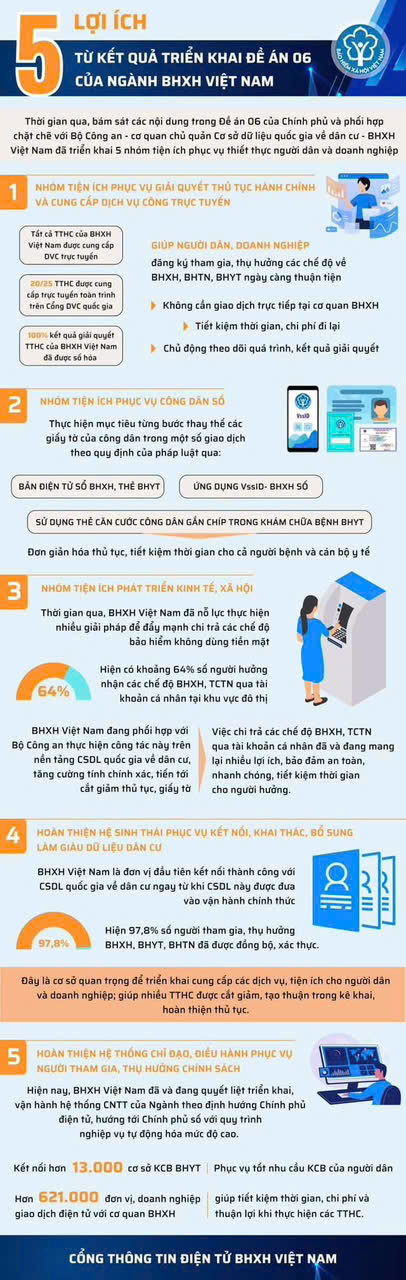 5
LỢI ÍCH
TỪ KẾT QUẢ TRIỂN KHAI ĐỀ ÁN 06
CỦA NGÀNH BHXH VIỆT NAM
BẢO HIỂM XÃ HỘI VIỆT NAM
Thời gian qua, bám sát các nội dung trong Đề án 06 của Chính phủ và phối hợp
chặt chẽ với Bộ Công an - cơ quan chủ quản Cơ sở dữ liệu quốc gia về dân cư - BHXH
Việt Nam đã triển khai 5 nhóm tiện ích phục vụ thiết thực người dân và doanh nghiệp
1
NHÓM TIỆN ÍCH PHỤC VỤ GIẢI QUYẾT THỦ TỤC HÀNH CHÍNH
VÀ CUNG CẤP DỊCH VỤ CÔNG TRỰC TUYẾN
Tất cả TTHC của BHXH
Việt Nam được cung cấp
DVC trực tuyến
20/25 TTHC được cung
cấp trực tuyến toàn trình
trên Cổng DVC quốc gia
100% kết quả giải quyết
TTHC của BHXH Việt Nam
đã được số hóa
GIÚP NGƯỜI DÂN, DOANH NGHIỆP
đăng ký tham gia, thụ hưởng các chế độ về
BHXH, BHTN, BHYT ngày càng thuận tiện
Không cần giao dịch trực tiếp tại cơ quan BHXH
Tiết kiệm thời gian, chi phí đi lại
Chủ động theo dõi quá trình, kết quả giải quyết
2
NHÓM TIỆN ÍCH PHỤC VỤ CÔNG DÂN SỐ
Thực hiện mục tiêu từng bước thay thế các
giấy tờ của công dân trong một số giao dịch
theo quy định của pháp luật qua:
VssID
BẢN ĐIỆN TỬ SỔ BHXH, THẺ BHYT
ỨNG DỤNG VssID- BHXH SỐ
SỬ DỤNG THẺ CĂN CƯỚC CÔNG DÂN GẮN CHÍP TRONG KHÁM CHỮA BỆNH BHYT
Đơn giản hóa thủ tục, tiết kiệm thời gian cho cả người bệnh và cán bộ y tế
3
NHÓM TIỆN ÍCH PHÁT TRIỂN KINH TẾ, XÃ HỘI
Thời gian qua, BHXH Việt Nam đã nỗ lực thực hiện
nhiều giải pháp để đẩy mạnh chi trả các chế độ
bảo hiểm không dùng tiền mặt
64%
Hiện có khoảng 64% số người hưởng
nhận các chế độ BHXH, TCTN qua tài
khoản cá nhân tại khu vực đô thị
BHXH Việt Nam đang phối hợp với
Bộ Công an thực hiện công tác này trên
nền tảng CSDL quốc gia về dân cư,
tăng cường tính chính xác, tiến tới
cắt giảm thủ tục, giấy tờ
Việc chi trả các chế độ BHXH, TCTN
qua tài khoản cá nhân đã và đang mang
lại nhiều lợi ích, bảo đảm an toàn,
nhanh chóng, tiết kiệm thời gian
cho người hưởng.
4
HOÀN THIỆN HỆ SINH THÁI PHỤC VỤ KẾT NỐI, KHAI THÁC, BỔ SUNG
LÀM GIÀU DỮ LIỆU DÂN CƯ
BHXH Việt Nam là đơn vị đầu tiên kết nối thành công với
CSDL quốc gia về dân cư ngay từ khi CSDL này được đưa
vào vận hành chính thức
97,8%
Hiện 97,8% số người tham gia, thụ hưởng
BHXH, BHYT, BHTN đã được đồng bộ, xác thực.
Đây là cơ sở quan trọng để triển khai cung cấp các dịch vụ, tiện ích cho người dân
và doanh nghiệp; giúp nhiều TTHC được cắt giảm, tạo thuận trong kê khai,
hoàn thiện thủ tục.
5
HOÀN THIỆN HỆ THỐNG CHỈ ĐẠO, ĐIỀU HÀNH PHỤC VỤ
NGƯỜI THAM GIA, THỤ HƯỞNG CHÍNH SÁCH
Hiện nay, BHXH Việt Nam đã và đang quyết liệt triển khai,
vận hành hệ thống CNTT của Ngành theo định hướng Chính phủ
điện tử, hướng tới Chính phủ số với quy trình
nghiệp vụ tự động hóa mức độ cao.
Kết nối hơn 13.000 cơ sở KCB BHYT
Phục vụ tốt nhu cầu KCB của người dân
Hơn 621.000 đơn vị, doanh nghiệp
giao dịch điện tử với cơ quan BHXH
giúp tiết kiệm thời gian, chi phí và
thuận lợi khi thực hiện các TTHC.
CỔNG THÔNG TIN ĐIỆN TỬ BHXH VIỆT NAM